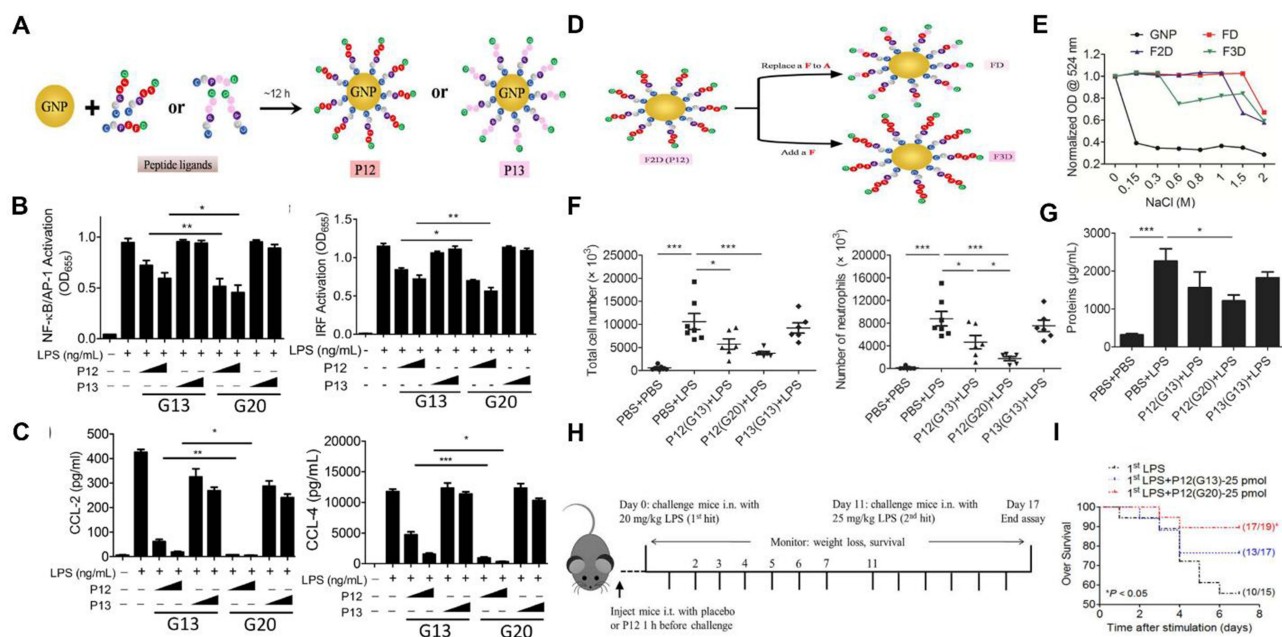 A
GNP
+
or
~12 h
GNP
or
GNP
Peptide ligands
P12
P13
D
F2D (P12)
Replace a F to A
Add a F
FD
F3D
E
GNP
FD
F2D
F3D
Normalized OD @ 524 nm
1.4
1.2
1.0
0.8
0.6
0.4
0.2
0
0.15
0.3
0.6
0.8
1
1.5
2
NaCl (M)
B
NF-κB/AP-1 Activation
(OD655)
1.0
0.5
0.0
*
**
LPS (ng/mL) – + + + + + + + +
P12
P13
G13
G20
IRF Activation (OD655)
1.5
1.0
0.5
0.0
**
*
LPS (ng/mL) – + + + + + + + +
P12
P13
G13
G20
C
CCL-2 (pg/ml)
500
400
300
200
100
0
*
**
LPS (ng/mL) – + + + + + + + +
P12
P13
G13
G20
CCL-4 (pg/mL)
20000
15000
10000
5000
0
*
***
LPS (ng/mL) – + + + + + + + +
P12
P13
G13
G20
F
Total cell number (× 10³)
25000
20000
15000
10000
5000
0
*** ***
*
PBS+PBS
PBS+LPS
P12(G13)+LPS
P12(G20)+LPS
P13(G13)+LPS
Number of neutrophils (× 10³)
20000
15000
10000
5000
0
*** ***
* *
PBS+PBS
PBS+LPS
P12(G13)+LPS
P12(G20)+LPS
P13(G13)+LPS
G
Proteins (μg/mL)
3000
2500
2000
1500
1000
500
0
*** *
PBS+PBS
PBS+LPS
P12(G13)+LPS
P12(G20)+LPS
P13(G13)+LPS
H
Day 0: challenge mice i.n. with
20 mg/kg LPS (1st hit)
Day 11: challenge mice i.n. with
25 mg/kg LPS (2nd hit)
Day 17
End assay
Monitor: weight loss, survival
2 3 4 5 6 7 11
Inject mice i.t. with placebo
or P12 1 h before challenge
I
1st LPS
1st LPS+P12(G13)-25 pmol
1st LPS+P12(G20)-25 pmol
Over Survival
100
90
80
70
60
50
(17/19)*
(13/17)
(10/15)
*P < 0.05
0 2 4 6 8
Time after stimulation (days)